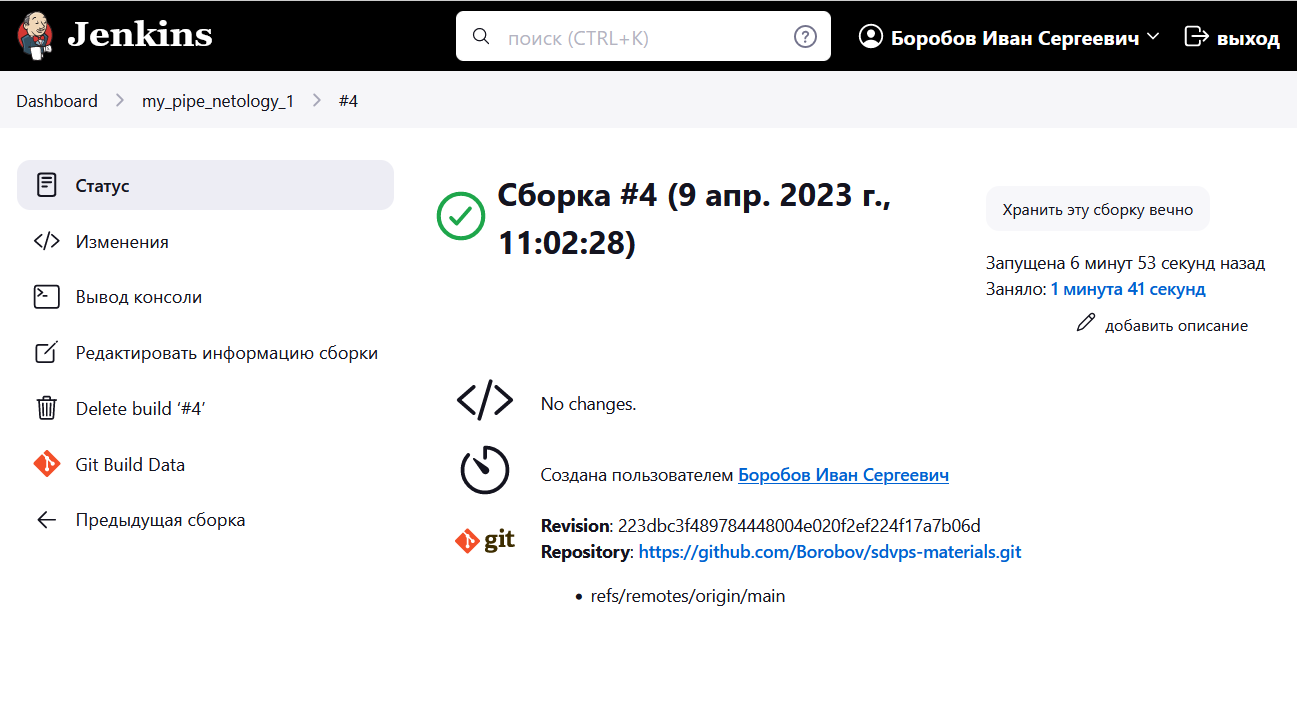 Jenkins
поиск (CTRL+K)
Боробов Иван Сергеевич
выход
Dashboard
my_pipe_netology_1
#4
Статус
Изменения
Вывод консоли
Редактировать информацию сборки
Delete build ‘#4’
Git Build Data
Предыдущая сборка
Сборка #4 (9 апр. 2023 г.,
11:02:28)
Хранить эту сборку вечно
Запущена 6 минут 53 секунд назад
Заняло: 1 минута 41 секунд
добавить описание
No changes.
Создана пользователем Боробов Иван Сергеевич
git
Revision: 223dbc3f489784448004e020f2ef224f17a7b06d
Repository: https://github.com/Borobov/sdvps-materials.git
• refs/remotes/origin/main